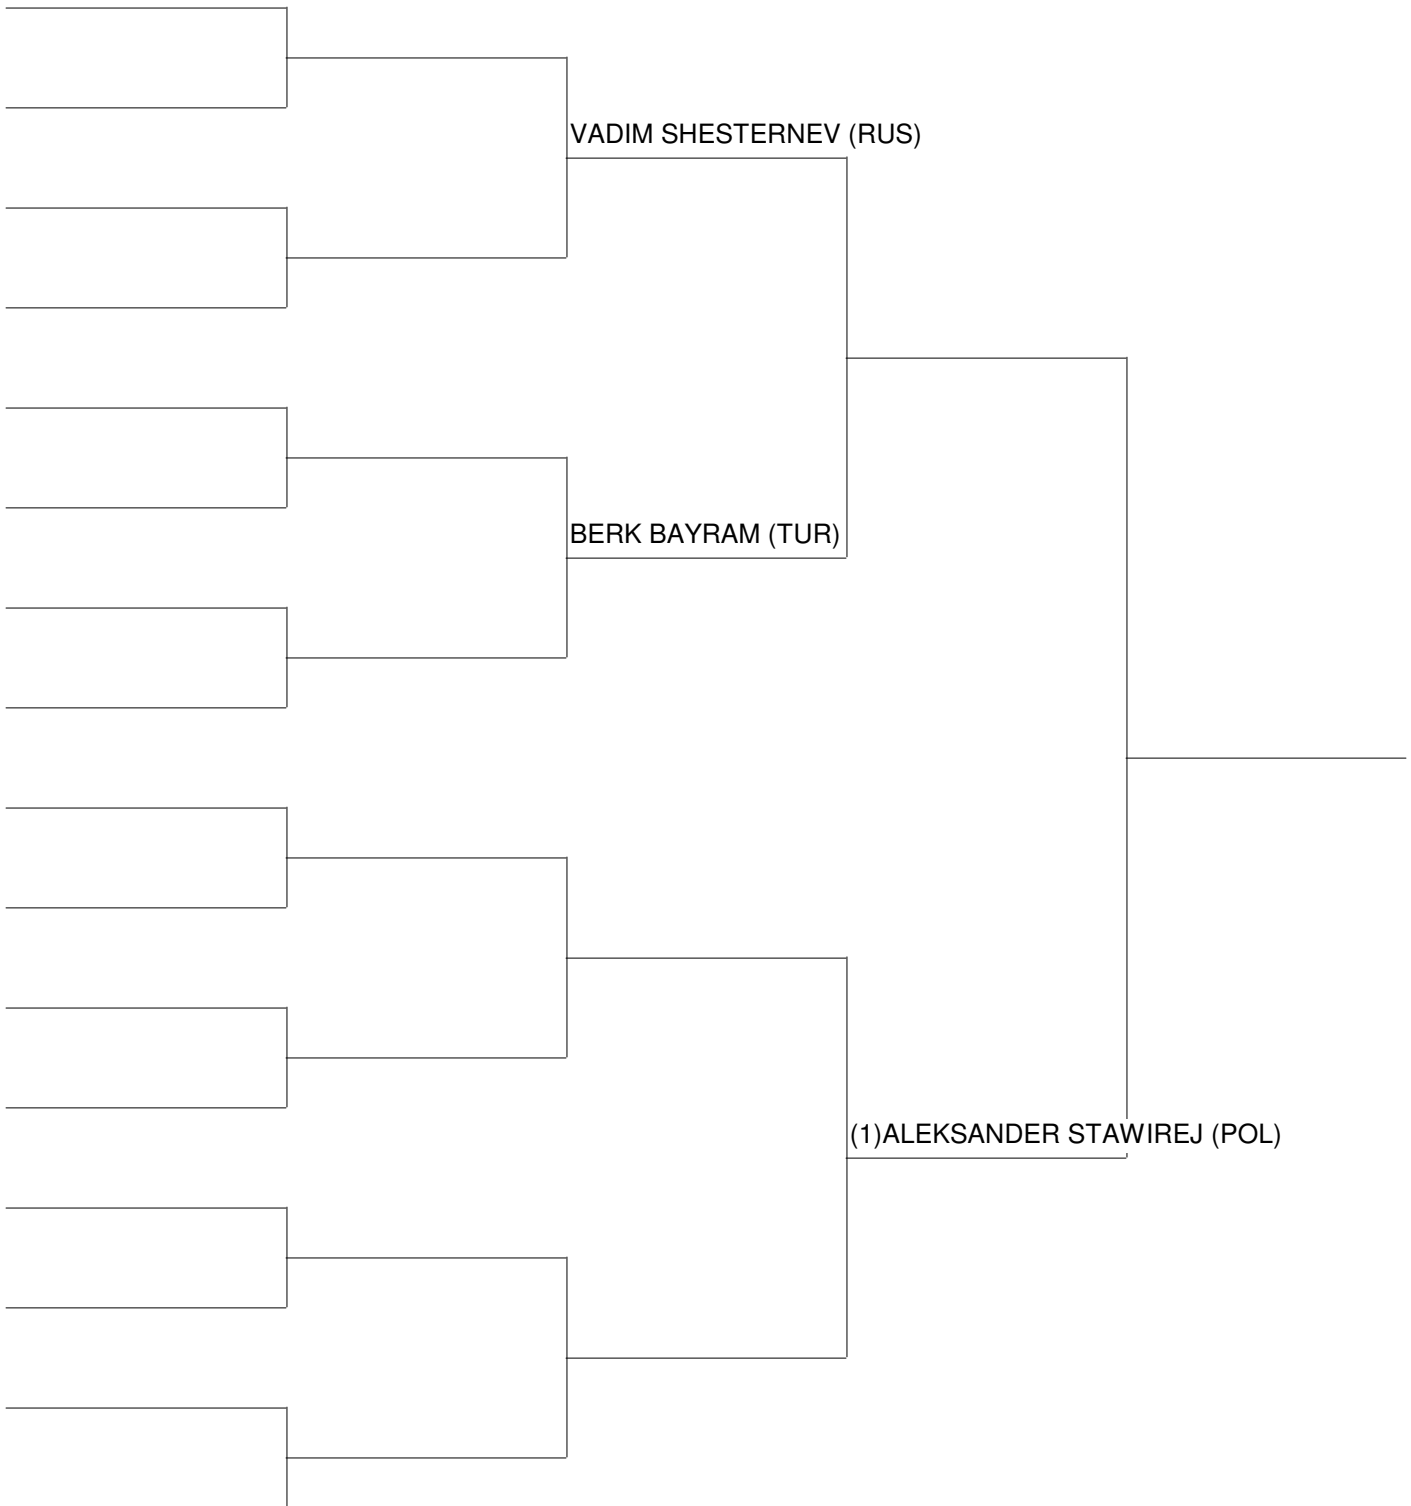 VADIM SHESTERNEV (RUS)
BERK BAYRAM (TUR)
(1)ALEKSANDER STAWIREJ (POL)